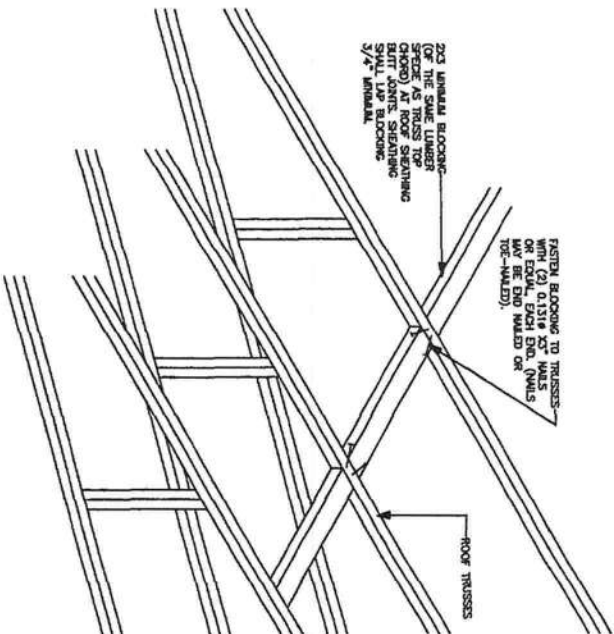 2X3 MINIMUM BLOCKING
(OF THE SAME LUMBER
SPECIE AS TRUSS TOP
CHORD) AT ROOF SHEATHING
BUTT JOINTS. SHEATHING
SHALL LAP BLOCKING
3/4" MINIMUM.
FASTEN BLOCKING TO TRUSSES
WITH (2) 0.131ø X3" NAILS
OR EQUAL, EACH END. (NAILS
MAY BE END NAILED OR
TOE-NAILED).
ROOF TRUSSES